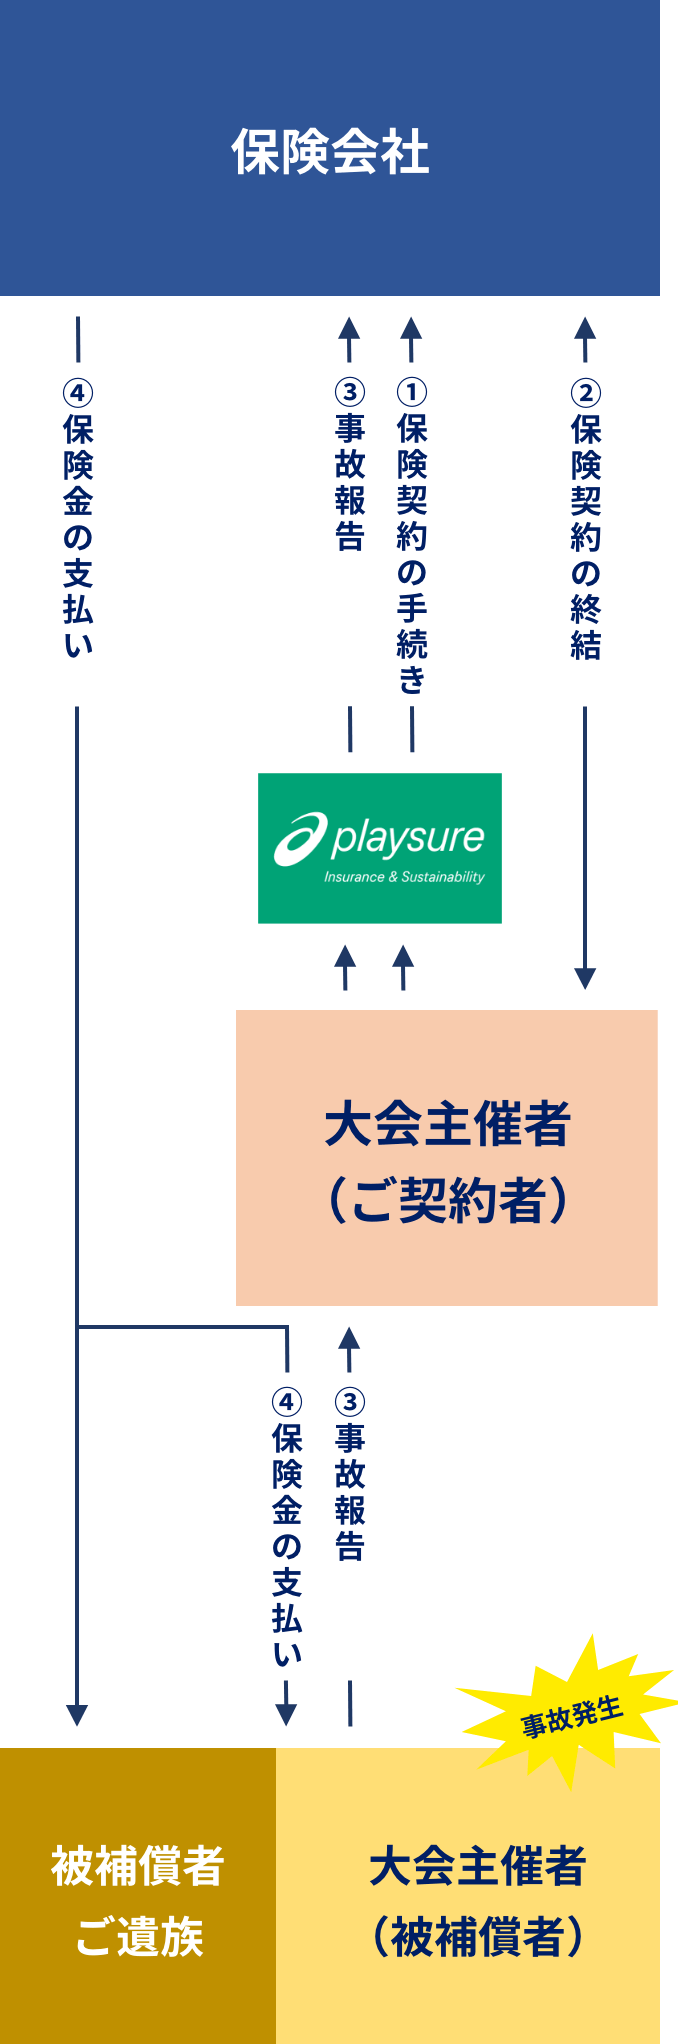 保険会社
④保険金の支払い
③事故報告
①保険契約の手続き
②保険契約の終結
playsure
Insurance & Sustainability
大会主催者
（ご契約者）
④保険金の支払い
③事故報告
事故発生
被補償者
ご遺族
大会主催者
（被補償者）